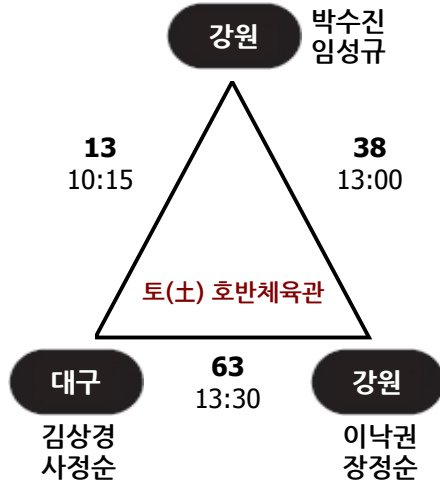 강원
박수진
임성규
13
10:15
38
13:00
토(土) 호반체육관
대구
63
13:30
강원
김상경
사정순
이낙권
장정순